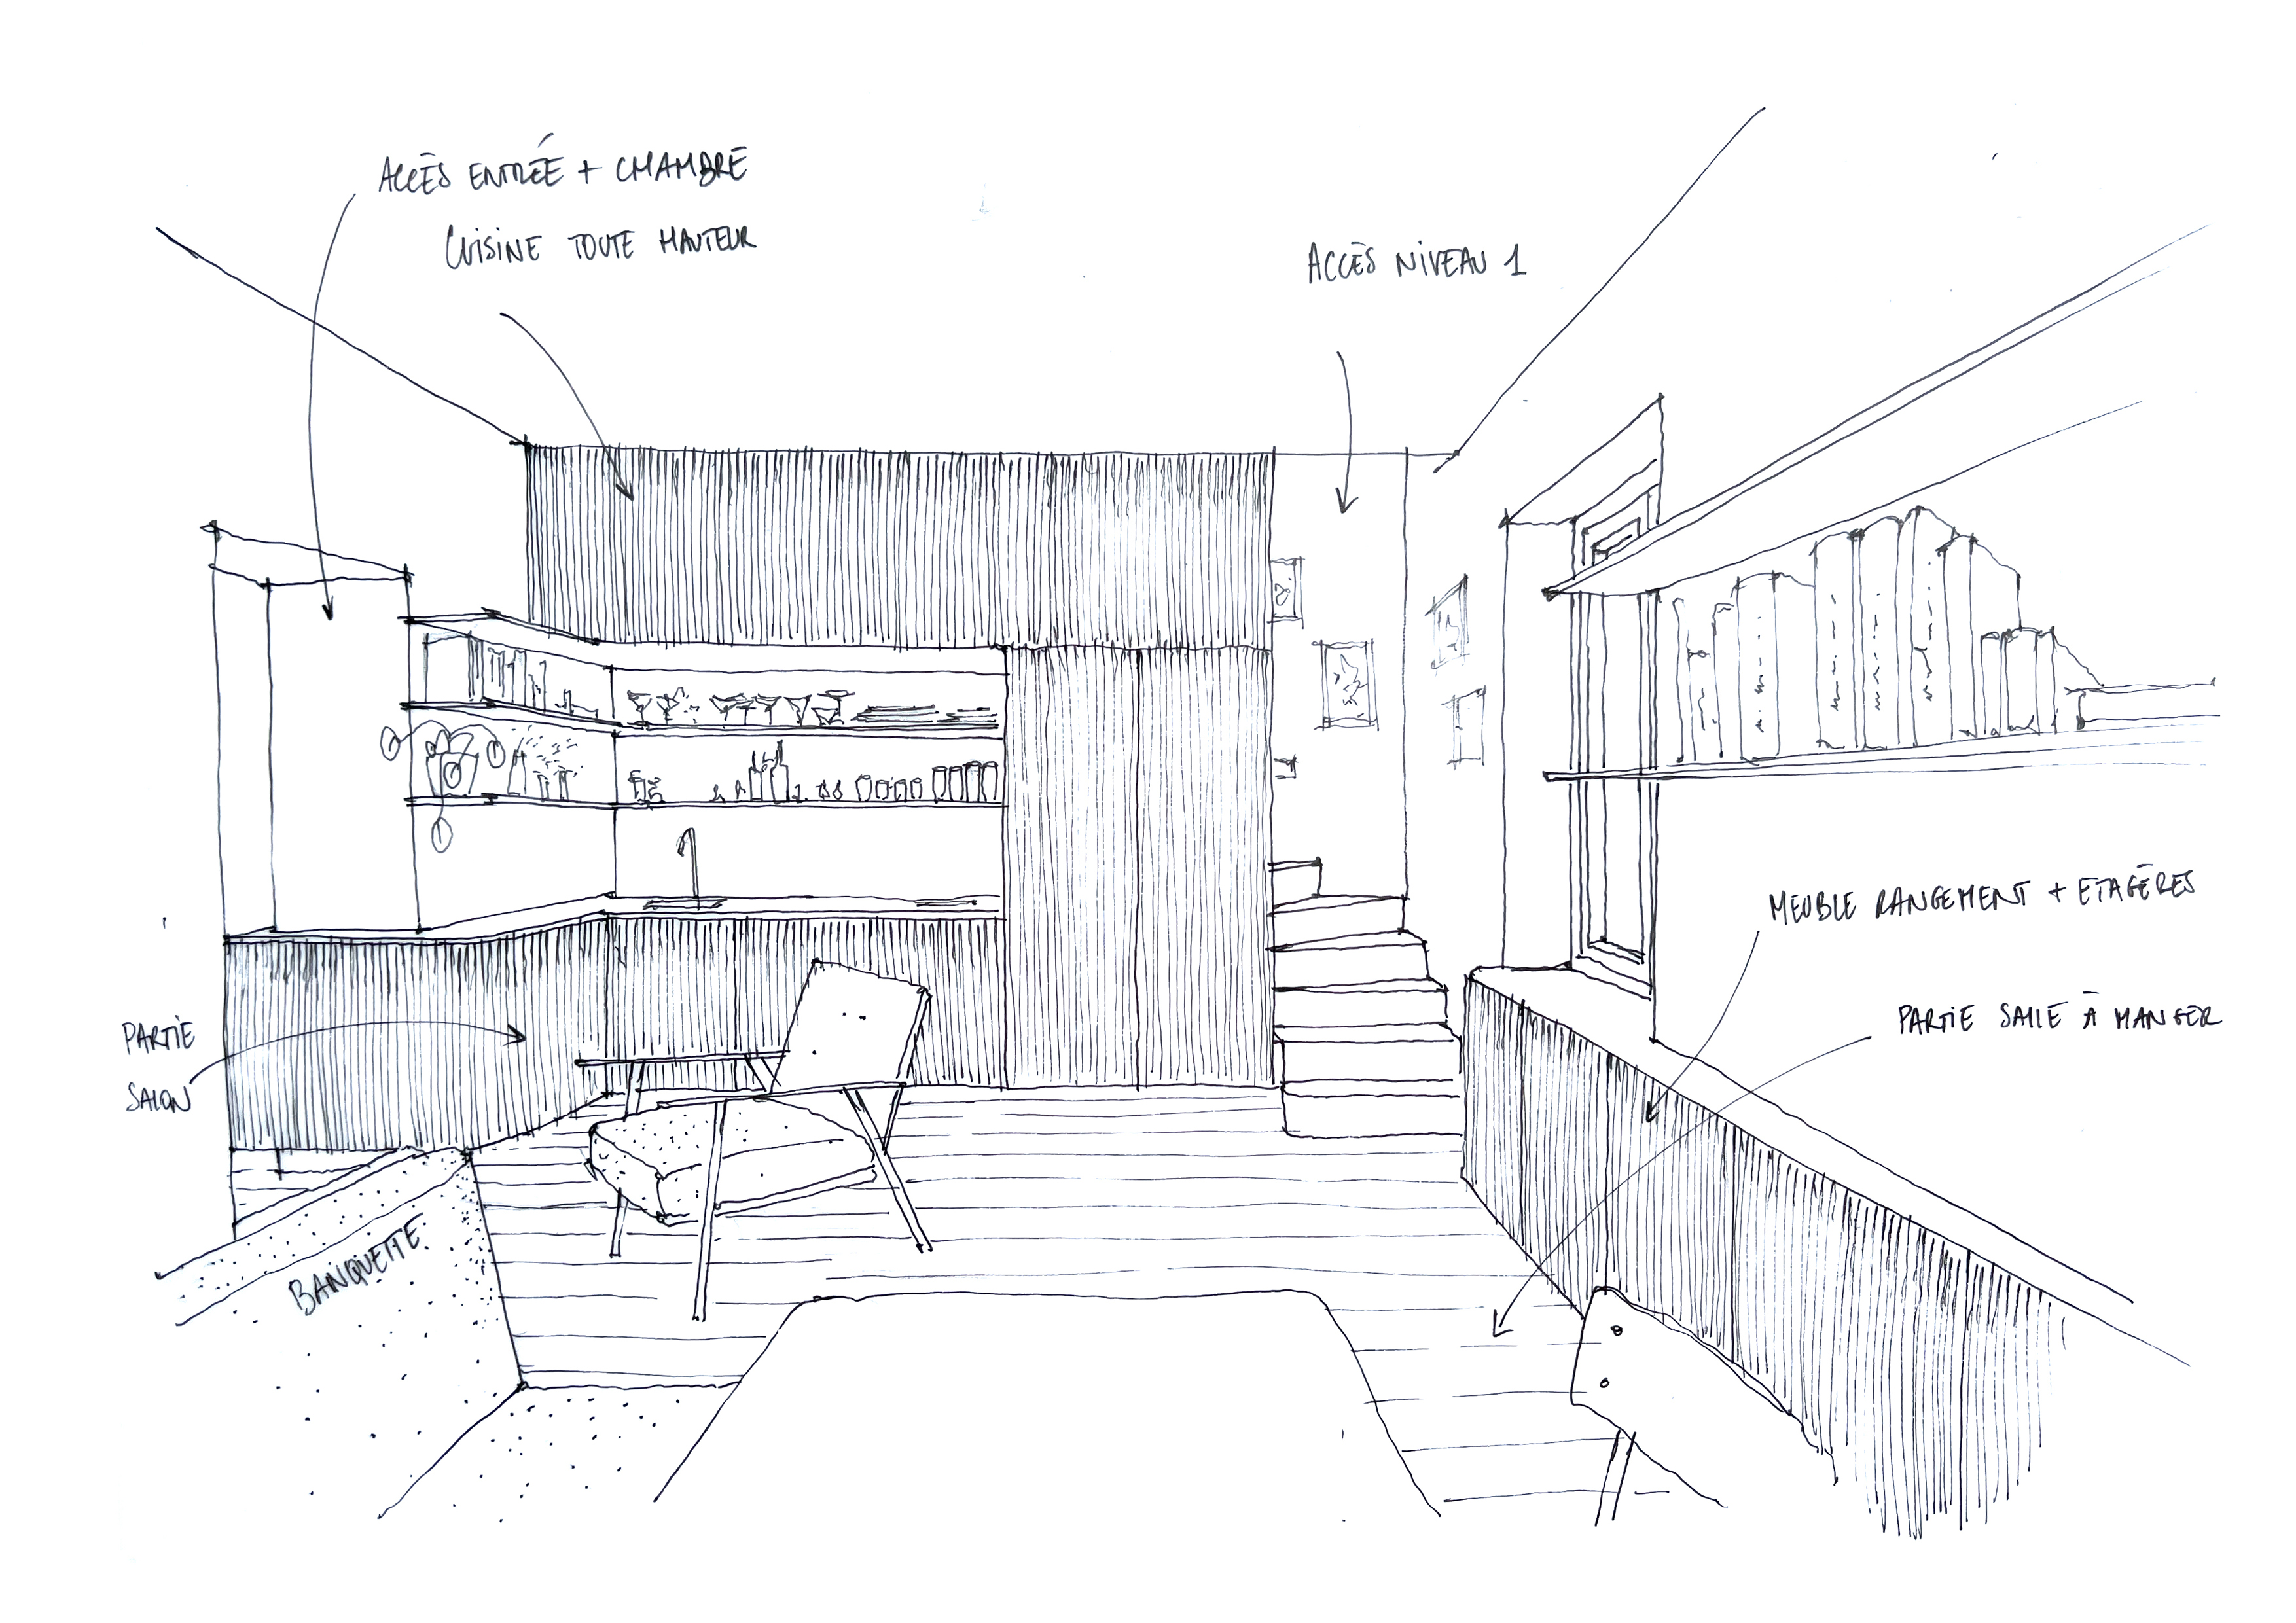 ACCÈS ENTRÉE + CHAMBRE
CUISINE TOUTE HAUTEUR
ACCÈS NIVEAU 1
MEUBLE RANGEMENT + ETAGÈRES
PARTIE SALLE À MANGER
PARTIE
SALON
BANQUETTE